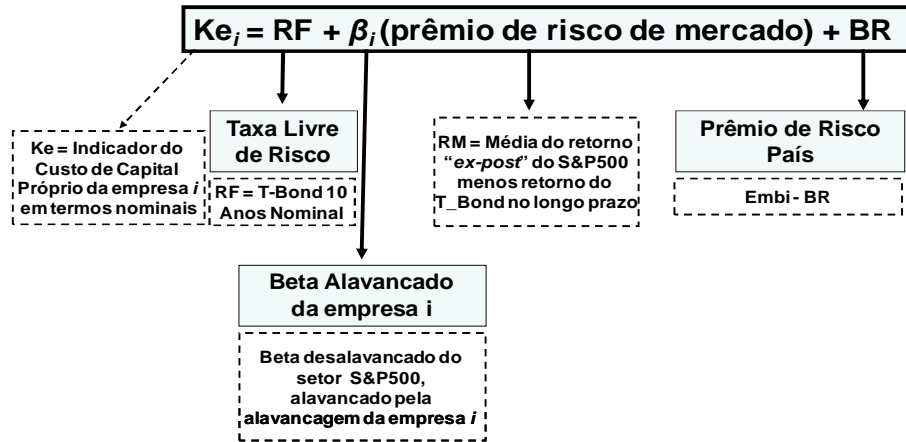 Ke i = RF + β i (prêmio de risco de mercado) + BR
Ke = Indicador do
Custo de Capital
Próprio da empresa i
em termos nominais
Taxa Livre
de Risco
RF = T-Bond 10
Anos Nominal
RM = Média do retorno
“ex-post” do S&P500
menos retorno do
T_Bond no longo prazo
Prêmio de Risco
País
Embi - BR
Beta Alavancado
da empresa i
Beta desalavancado do
setor S&P500,
alavancado pela
alavancagem da empresa i